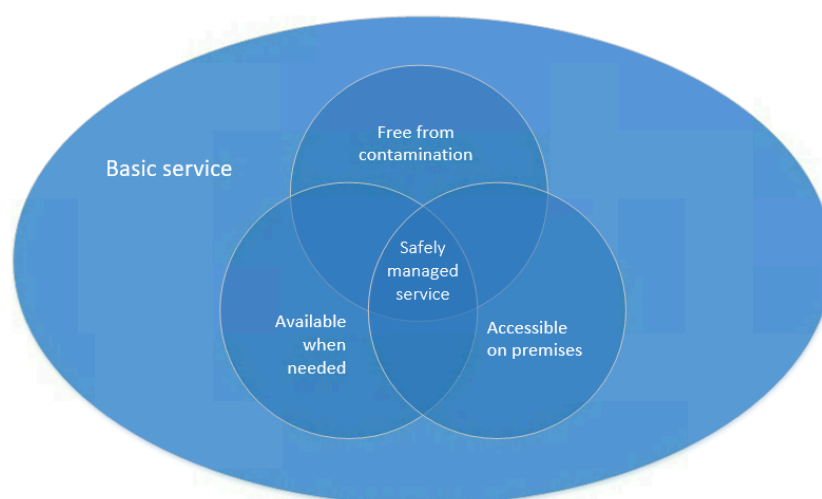 Free from
contamination
Basic service
Safely
managed
service
Available
when
needed
Accessible
on premises